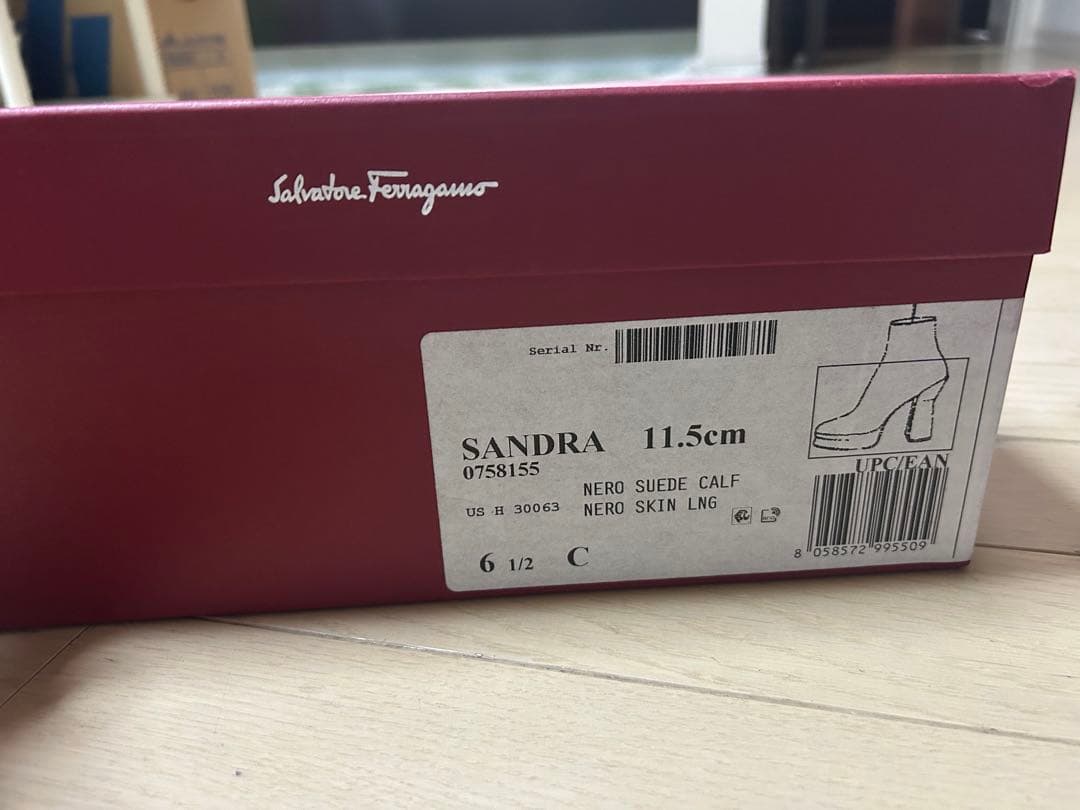 Salvatore Ferragamo
Serial Nr.
SANDRA 11.5cm
0758155
UPC/EAN
NERO SUEDE CALF
US H 30063 NERO SKIN LNG
6 1/2 C
8 058572 995509